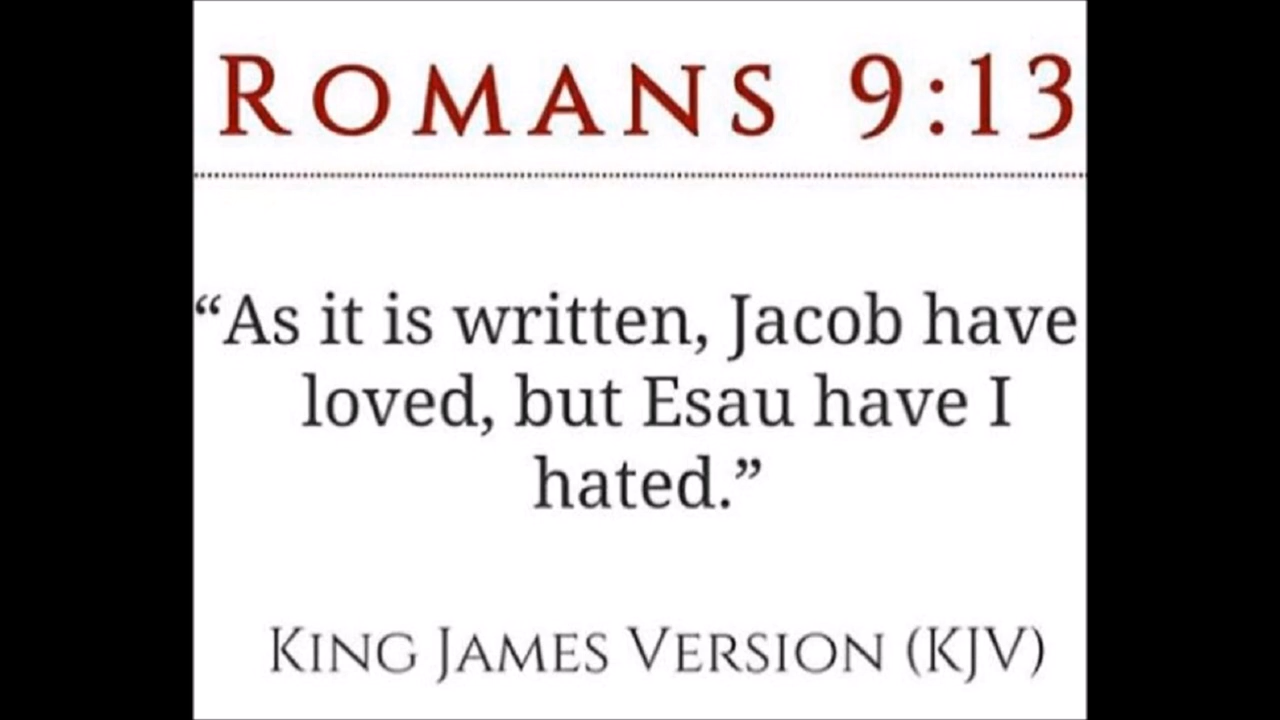 ROMANS 9:13
“As it is written, Jacob have
loved, but Esau have I
hated.”
KING JAMES VERSION (KJV)